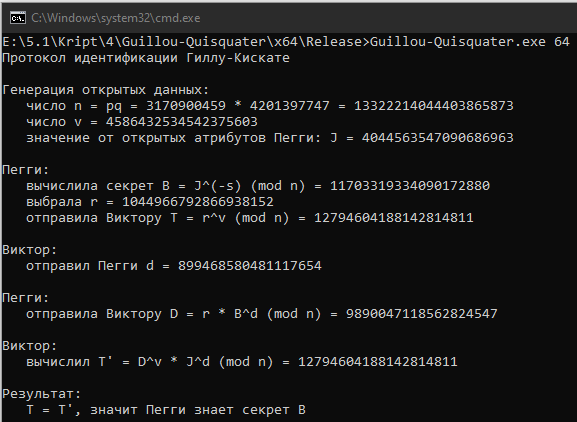 C:\Windows\system32\cmd.exe
E:\5.1\Kript\4\Guillou-Quisquater\x64\Release>Guillou-Quisquater.exe 64
Протокол идентификации Гиллу-Кискате
Генерация открытых данных:
число n = pq = 3170900459 * 4201397747 = 13322214044403865873
число v = 4586432534542375603
значение от открытых атрибутов Пегги: J = 4044563547090686963
Пегги:
вычислила секрет B = J^(-s) (mod n) = 11703319334090172880
выбрала r = 1044966792866938152
отправила Виктору T = r^v (mod n) = 12794604188142814811
Виктор:
отправил Пегги d = 899468580481117654
Пегги:
отправила Виктору D = r * B^d (mod n) = 9890047118562824547
Виктор:
вычислил T' = D^v * J^d (mod n) = 12794604188142814811
Результат:
T = T', значит Пегги знает секрет B